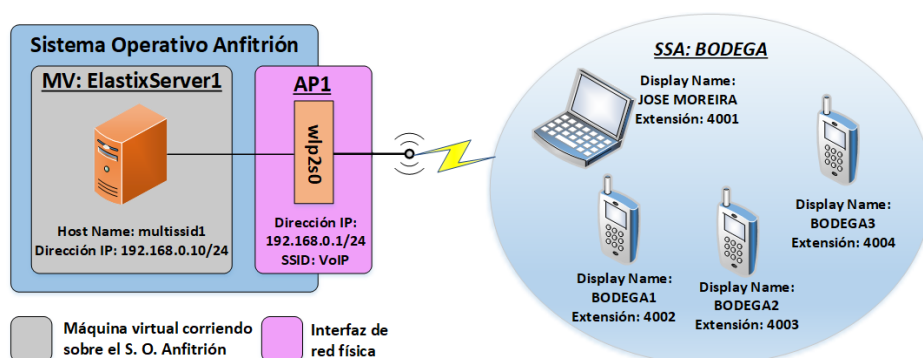 Sistema Operativo Anfitrión
MV: ElastixServer1
Host Name: multissid1
Dirección IP: 192.168.0.10/24
AP1
wlp2s0
Dirección IP:
192.168.0.1/24
SSID: VoIP
SSA: BODEGA
Display Name:
JOSE MOREIRA
Extensión: 4001
Display Name:
BODEGA1
Extensión: 4002
Display Name:
BODEGA2
Extensión: 4003
Display Name:
BODEGA3
Extensión: 4004
Máquina virtual corriendo
sobre el S. O. Anfitrión
Interfaz de
red física